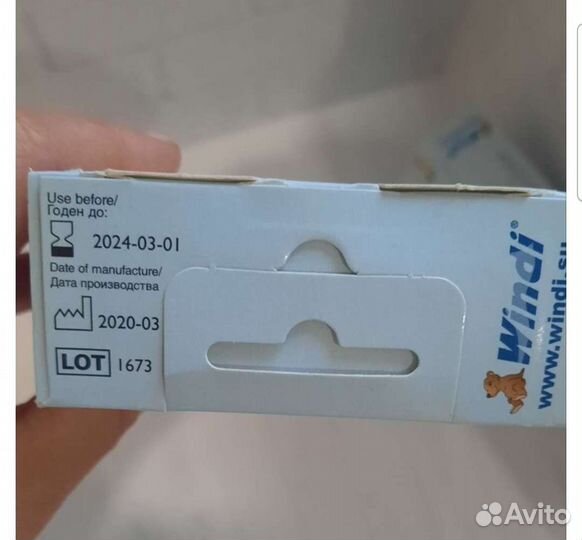 Use before/
Годен до:
2024-03-01
Date of manufacture/
Дата производства
2020-03
LOT 1673
Windi®
www.windi.su
Avito